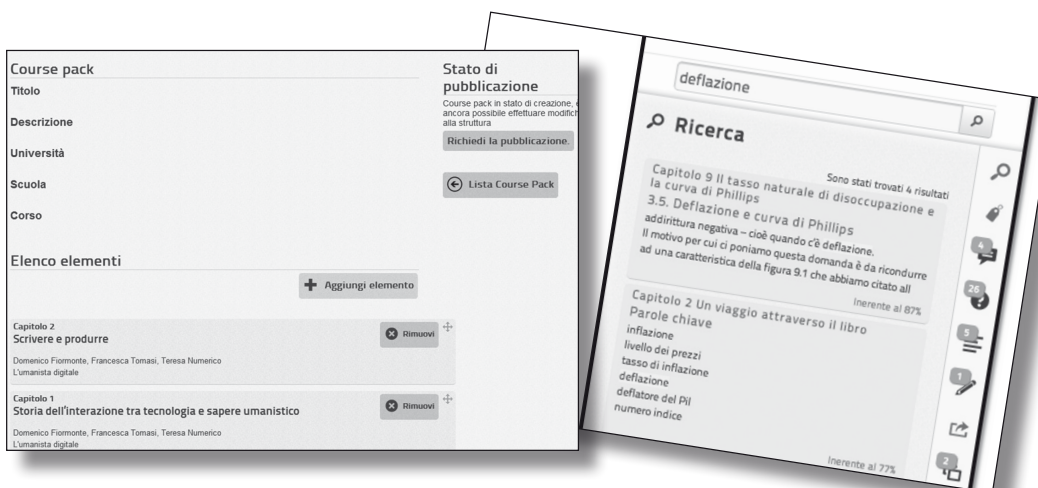 Course pack
Titolo
Descrizione
Università
Scuola
Corso
Elenco elementi
Aggiungi elemento
Capitolo 2
Scrivere e produrre
Rimuovi
Domenico Fiormonte, Francesca Tomasi, Teresa Numerico
L'umanista digitale
Capitolo 1
Storia dell'interazione tra tecnologia e sapere umanistico
Rimuovi
Domenico Fiormonte, Francesca Tomasi, Teresa Numerico
L'umanista digitale
Stato di
pubblicazione
Course pack in stato di creazione,
ancora possibile effettuare modific
alla struttura
Richiedi la pubblicazione.
Lista Course Pack
deflazione
Ricerca
Sono stati trovati 4 risultati
Capitolo 9 Il tasso naturale di disoccupazione e
la curva di Phillips
3.5. Deflazione e curva di Phillips
addirittura negativa – cioè quando c'è deflazione.
Il motivo per cui ci poniamo questa domanda è da ricondurre
ad una caratteristica della figura 9.1 che abbiamo citato all
Inerente al 87%
Capitolo 2 Un viaggio attraverso il libro
Parole chiave
inflazione
livello dei prezzi
tasso di inflazione
deflazione
deflatore del Pil
numero indice
Inerente al 77%
4
26
5
1
2